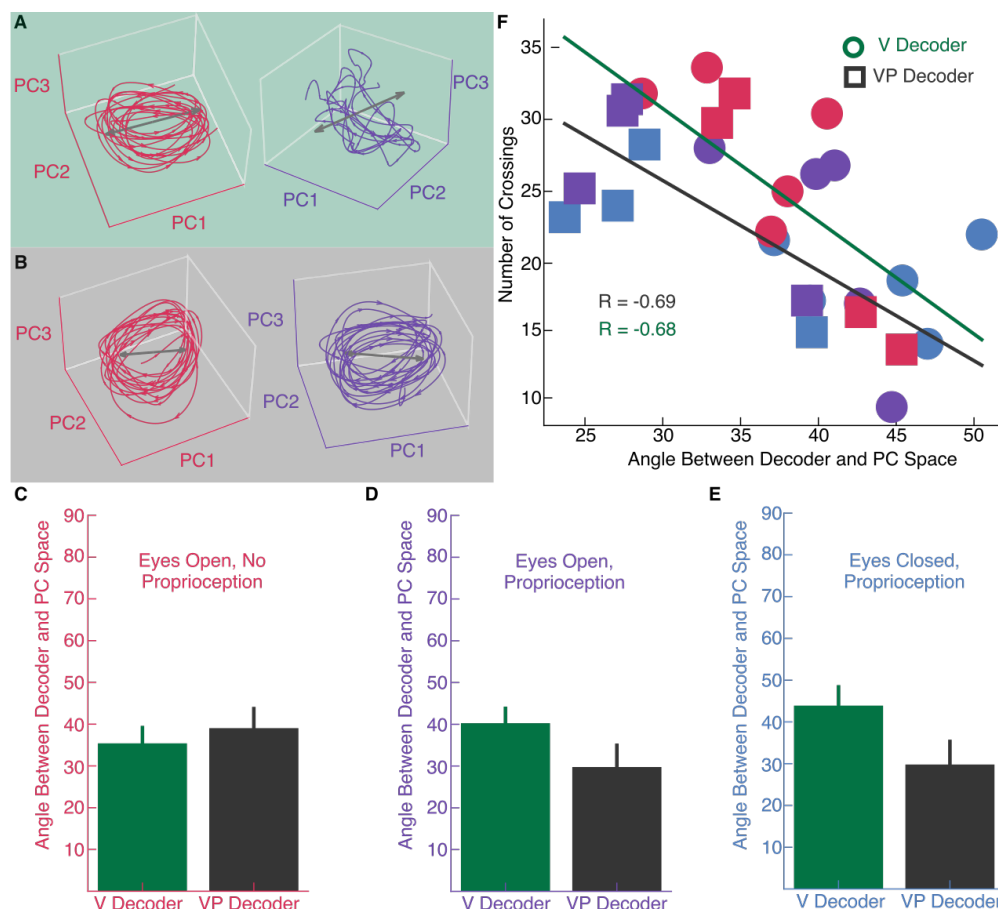 A
PC3
PC2
PC1
PC3
PC1
PC2
B
PC3
PC2
PC1
PC3
PC2
PC1
F
Number of Crossings
35
30
25
20
15
10
V Decoder
VP Decoder
R = -0.69
R = -0.68
25
30
35
40
45
50
Angle Between Decoder and PC Space
C
Angle Between Decoder and PC Space
90
80
70
60
50
40
30
20
10
Eyes Open, No
Proprioception
V Decoder
VP Decoder
D
Angle Between Decoder and PC Space
90
80
70
60
50
40
30
20
10
Eyes Open,
Proprioception
V Decoder
VP Decoder
E
Angle Between Decoder and PC Space
90
80
70
60
50
40
30
20
10
Eyes Closed,
Proprioception
V Decoder
VP Decoder